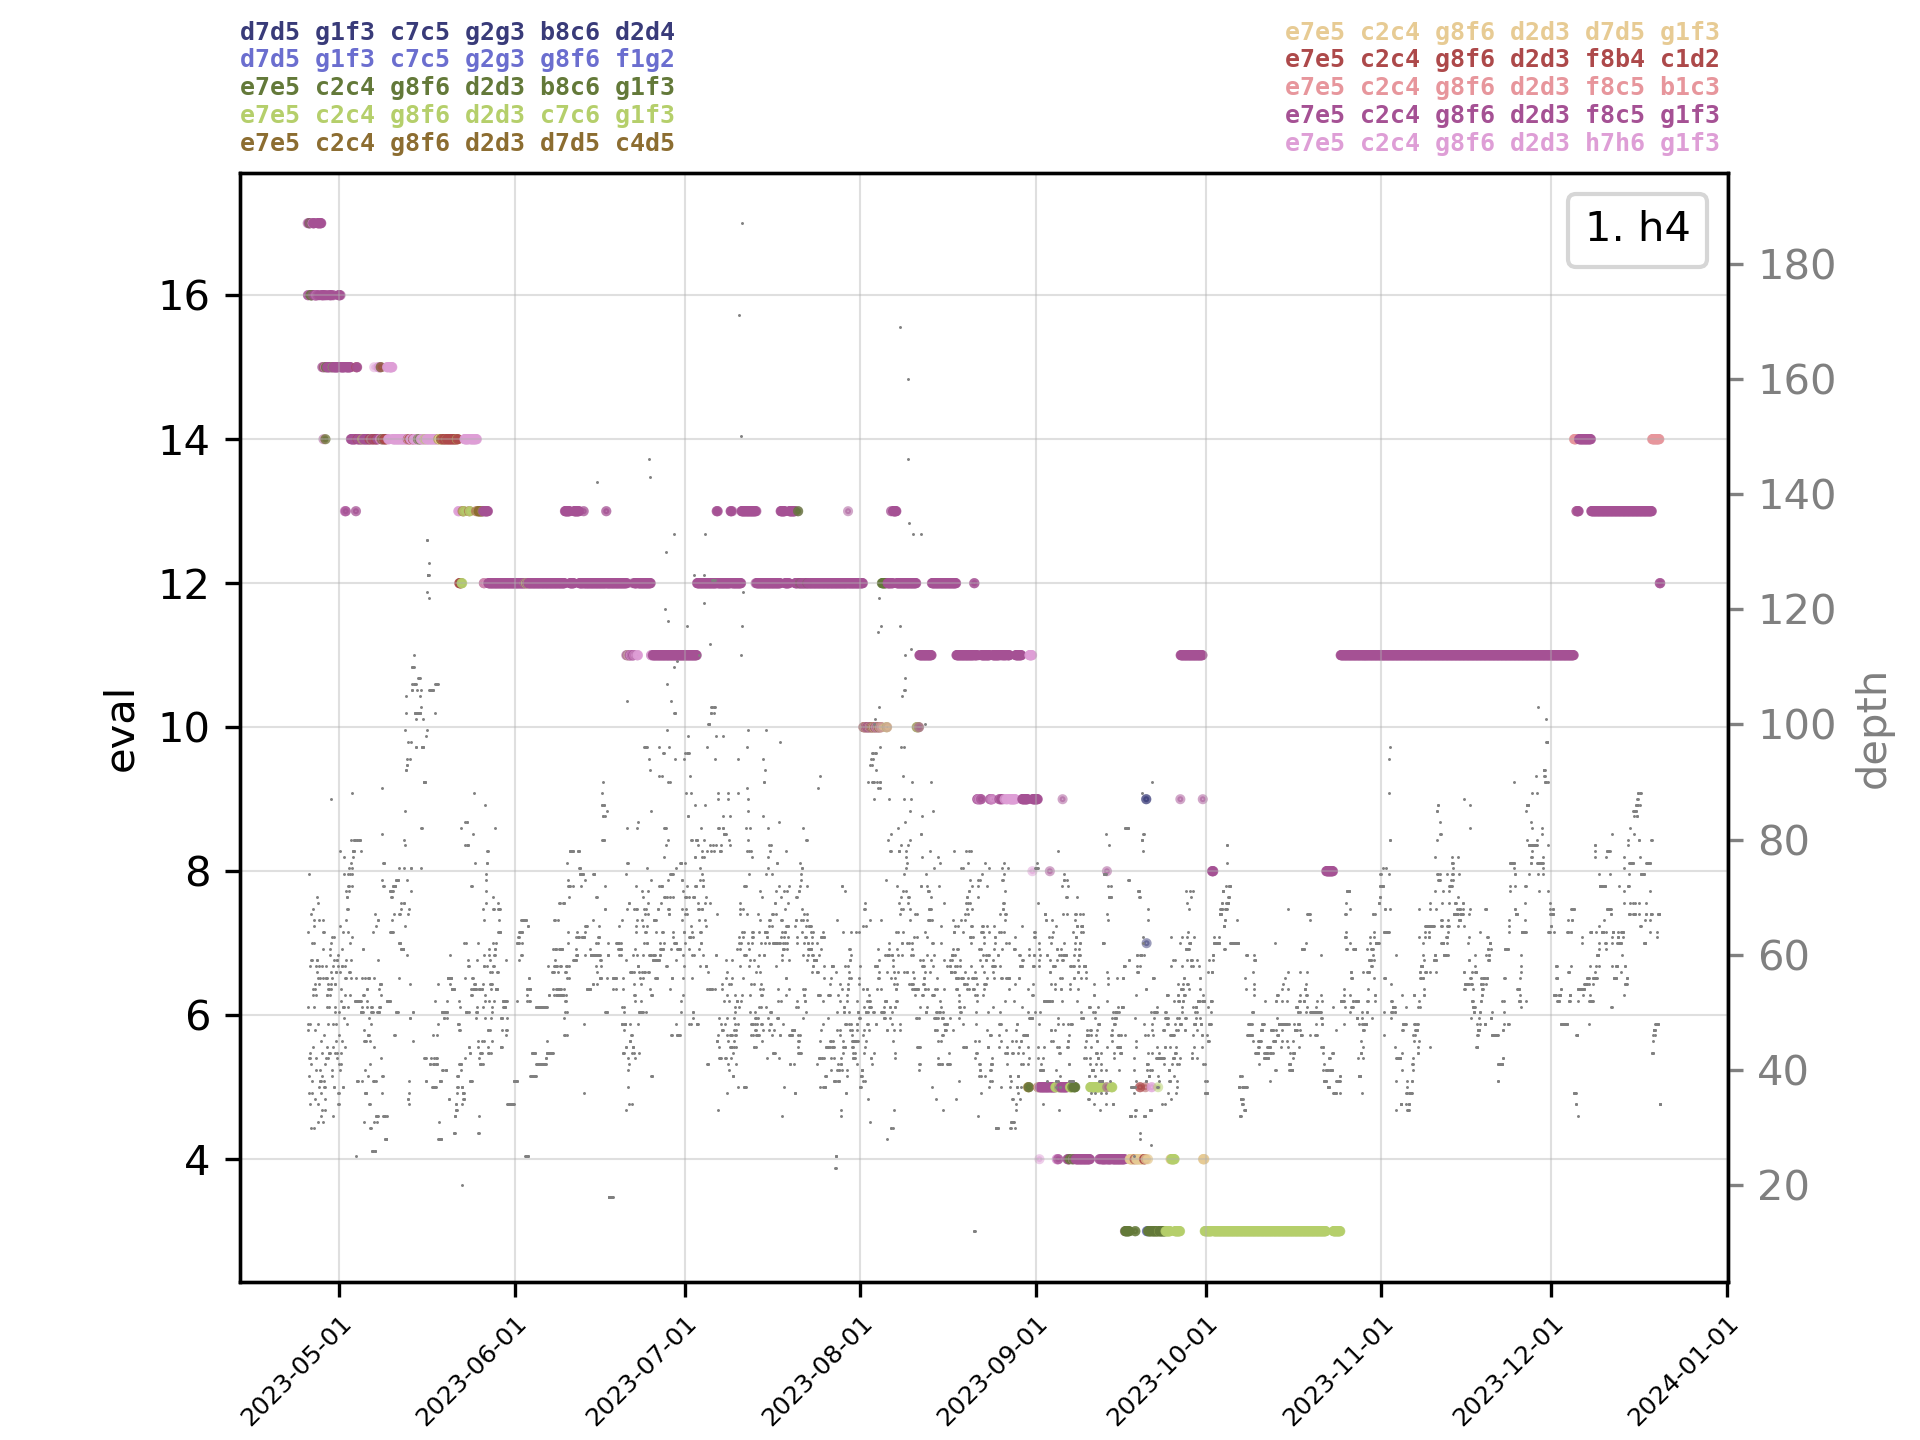 d7d5 g1f3 c7c5 g2g3 b8c6 d2d4
d7d5 g1f3 c7c5 g2g3 g8f6 f1g2
e7e5 c2c4 g8f6 d2d3 b8c6 g1f3
e7e5 c2c4 g8f6 d2d3 c7c6 g1f3
e7e5 c2c4 g8f6 d2d3 d7d5 c4d5
e7e5 c2c4 g8f6 d2d3 d7d5 g1f3
e7e5 c2c4 g8f6 d2d3 f8b4 c1d2
e7e5 c2c4 g8f6 d2d3 f8c5 b1c3
e7e5 c2c4 g8f6 d2d3 f8c5 g1f3
e7e5 c2c4 g8f6 d2d3 h7h6 g1f3
1. h4
eval
16
14
12
10
8
6
4
depth
180
160
140
120
100
80
60
40
20
2023-05-01
2023-06-01
2023-07-01
2023-08-01
2023-09-01
2023-10-01
2023-11-01
2023-12-01
2024-01-01